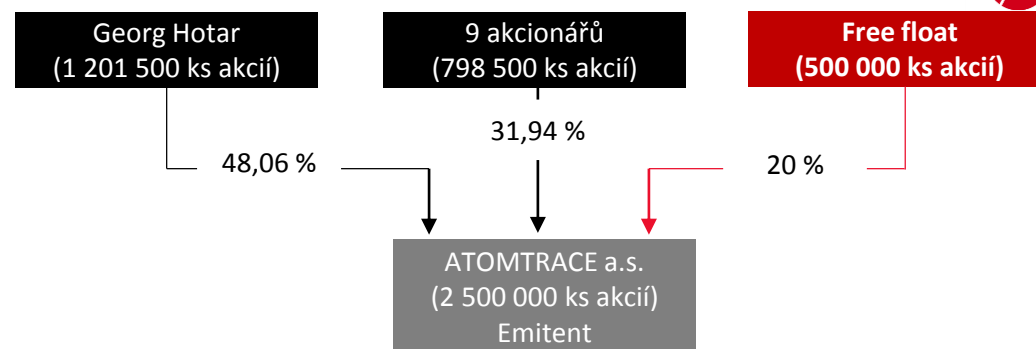 Georg Hotar
(1 201 500 ks akcií)
9 akcionářů
(798 500 ks akcií)
Free float
(500 000 ks akcií)
48,06 %
31,94 %
20 %
ATOMTRACE a.s.
(2 500 000 ks akcií)
Emitent